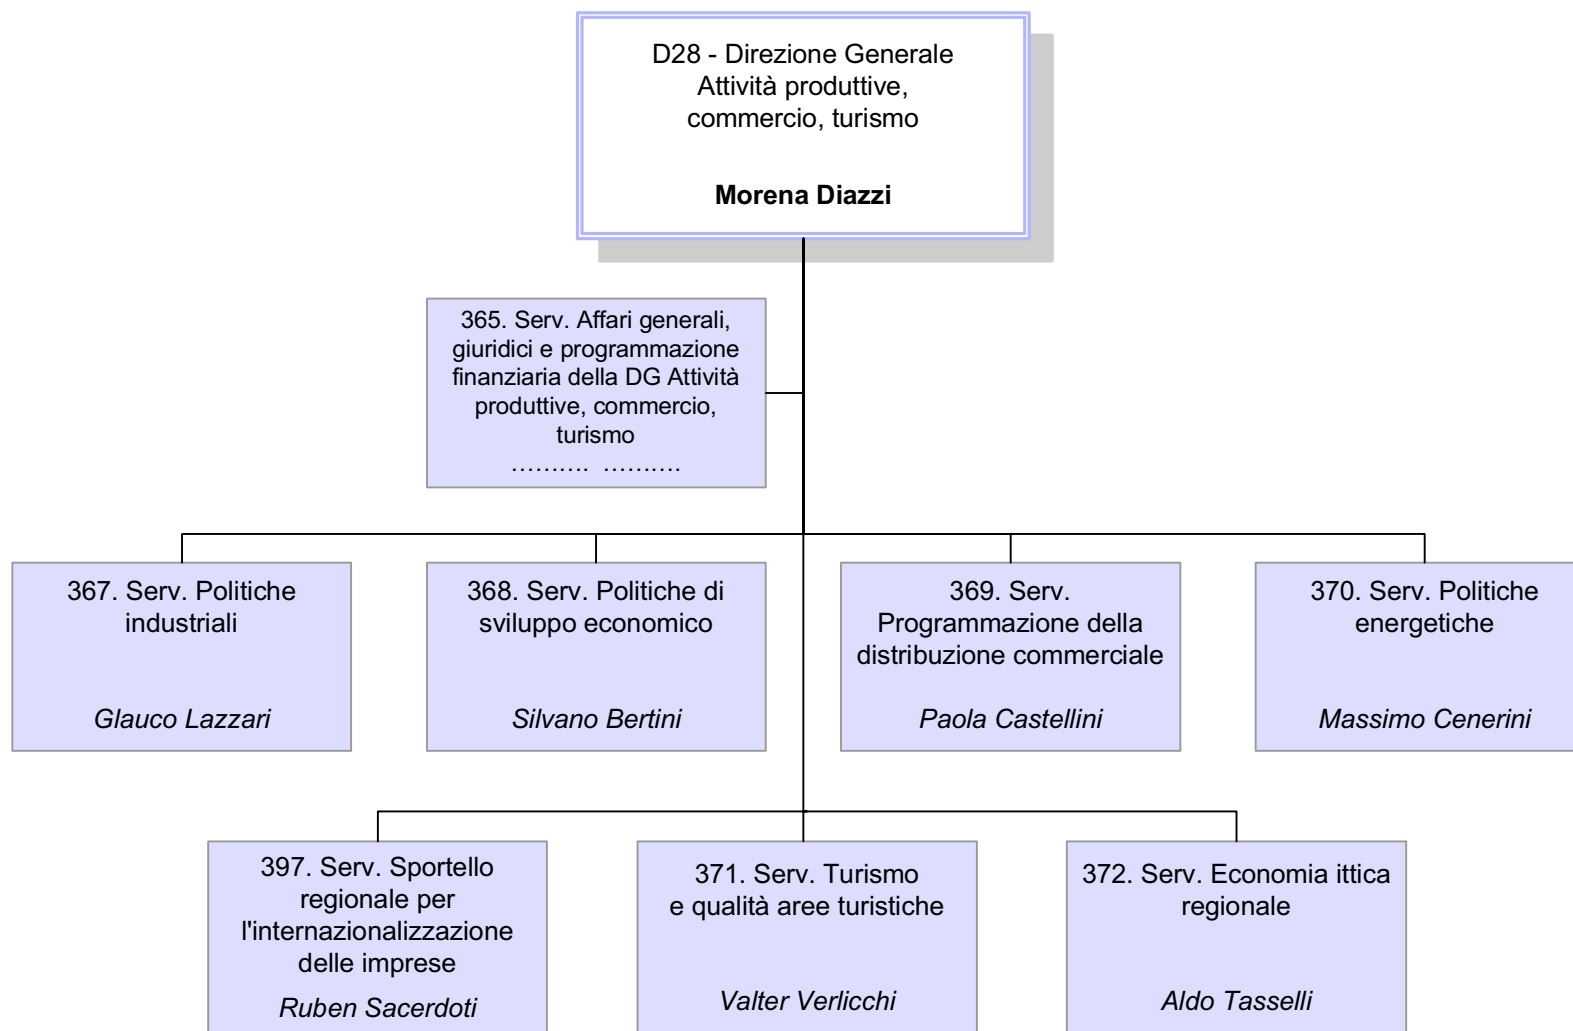 D28 - Direzione Generale
Attività produttive,
commercio, turismo
Morena Diazzi
365. Serv. Affari generali,
giuridici e programmazione
finanziaria della DG Attività
produttive, commercio,
turismo
.......... ..........
367. Serv. Politiche
industriali
Glauco Lazzari
368. Serv. Politiche di
sviluppo economico
Silvano Bertini
369. Serv.
Programmazione della
distribuzione commerciale
Paola Castellini
370. Serv. Politiche
energetiche
Massimo Cenerini
397. Serv. Sportello
regionale per
l'internazionalizzazione
delle imprese
Ruben Sacerdoti
371. Serv. Turismo
e qualità aree turistiche
Valter Verlicchi
372. Serv. Economia ittica
regionale
Aldo Tasselli